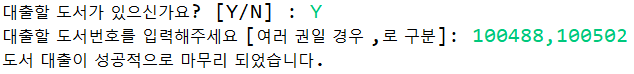 대출할 도서가 있으신가요? [Y/N] : Y
대출할 도서번호를 입력해주세요 [여러 권일 경우 ,로 구분]: 100488,100502
도서 대출이 성공적으로 마무리 되었습니다.